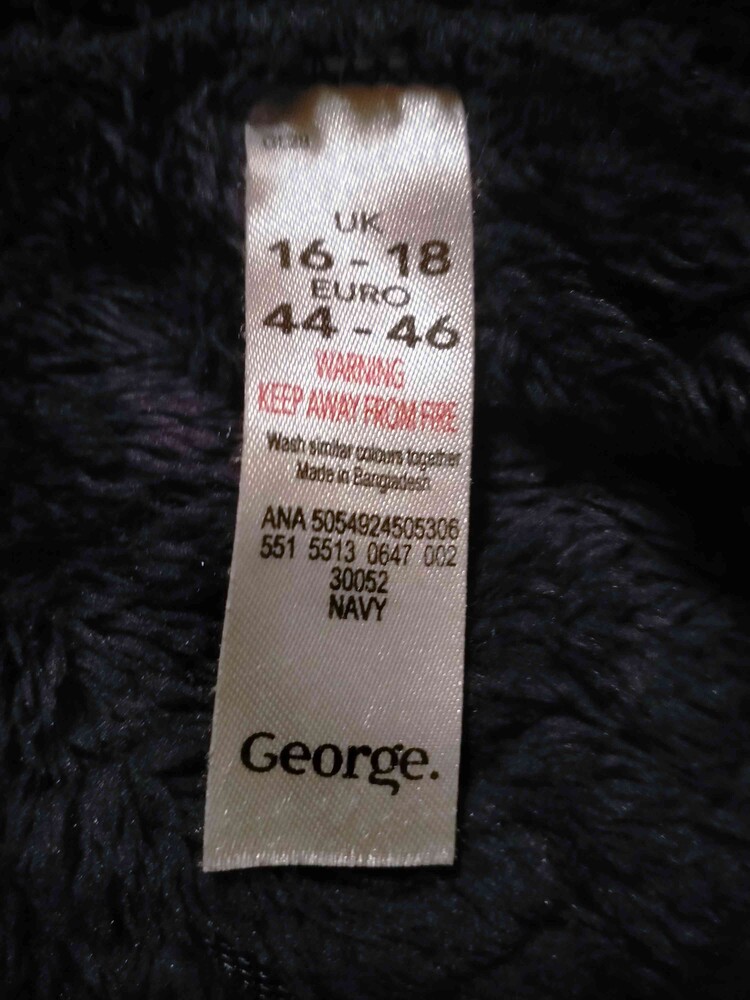 UK
16 - 18
EURO
44 - 46
WARNING
KEEP AWAY FROM FIRE
Wash similar colours together
Made in Bangladesh
ANA 5054924505306
551 5513 0647 002
30052
NAVY
George.